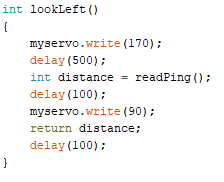 int lookLeft()
{
    myservo.write(170);
    delay(500);
    int distance = readPing();
    delay(100);
    myservo.write(90);
    return distance;
    delay(100);
}